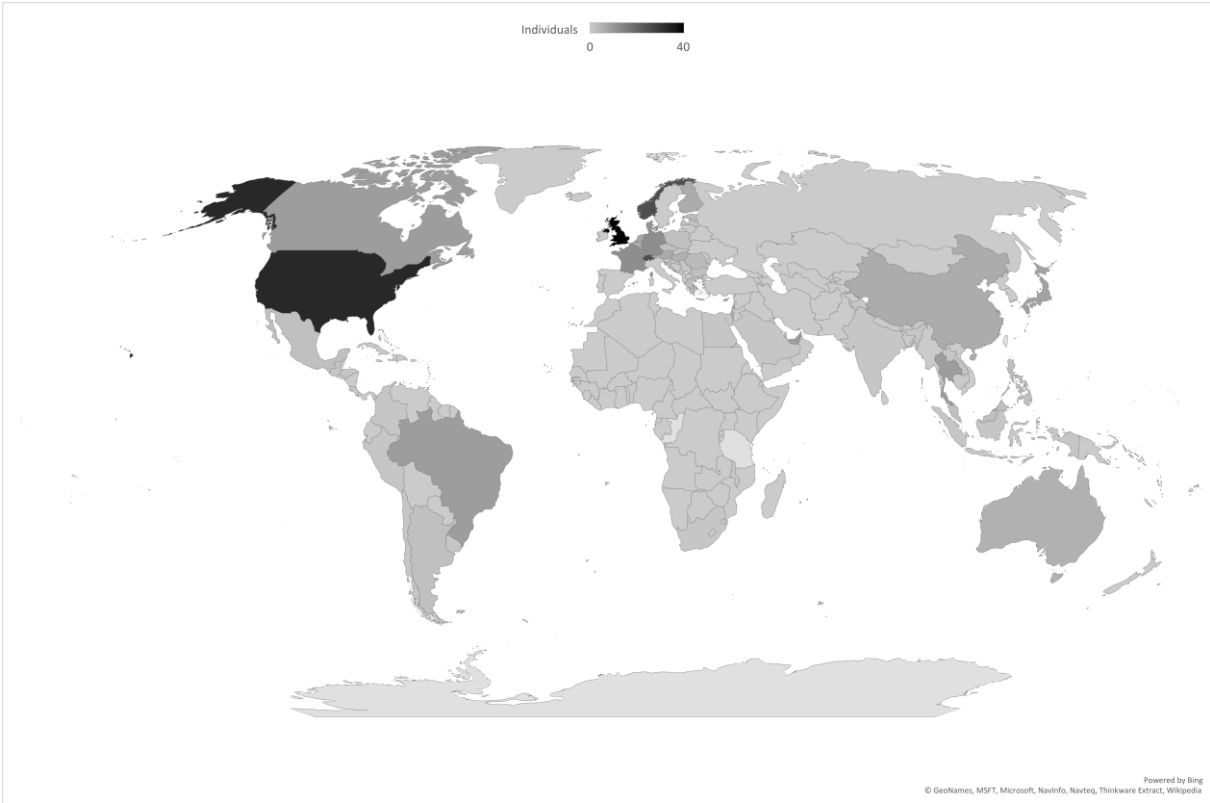 Individuals
0 40
Powered by Bing
© GeoNames, MSFT, Microsoft, NavInfo, Navteq, Thinkware Extract, Wikipedia